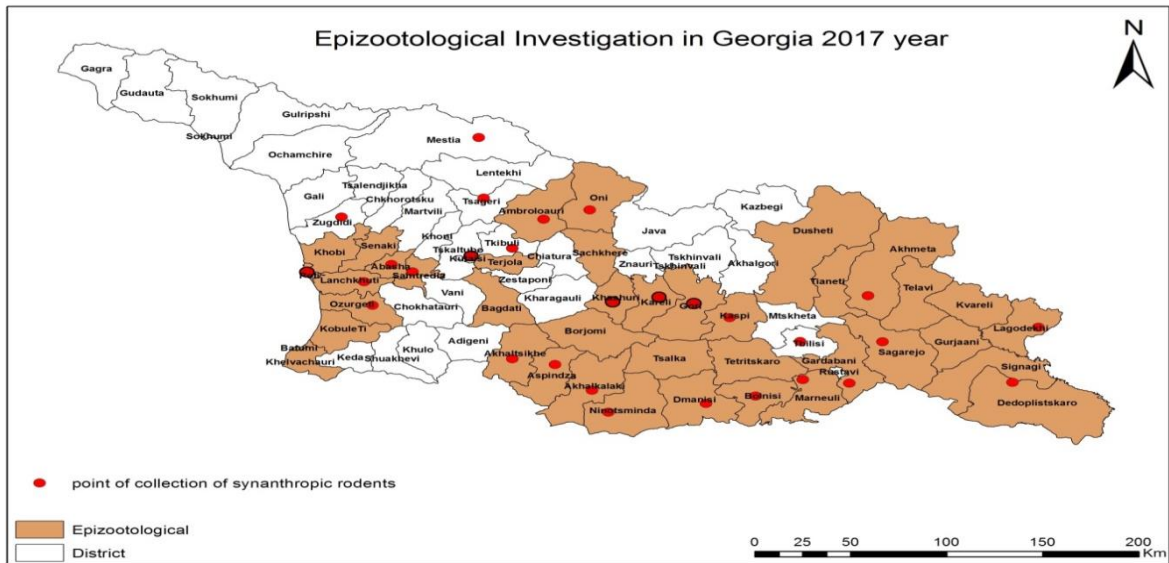 Epizootological Investigation in Georgia 2017 year
N
Gagra
Gudauta
Sokhumi
Sokhumi
Gulripshi
Ochamchire
Mestia
Lentekhi
Gali
Tsalendjikha
Chkhorotsku
Martvili
Tsageri
Zugdidi
Ambroloauri
Oni
Java
Kazbegi
Dusheti
Akhmeta
Khobi
Senaki
Khoni
Tskaltubo
Tkibuli
Chiatura
Sachkhere
Znauri
Tskhinvali
Tskhinvali
Akhalgori
Abasha
Samtredia
Terjola
Zestaponi
Kharagauli
Lanchkhuti
Vani
Bagdati
Khashuri
Kareli
Gori
Kaspi
Mtskheta
Tianeti
Telavi
Kvareli
Lagodekhi
Ozurgeti
Chokhatauri
KobuleTi
Borjomi
Tbilisi
Sagarejo
Gurjaani
Batumi
Khelvachauri
Keda
Shuakhevi
Khulo
Adigeni
Akhaltsikhe
Aspindza
Tsalka
Tetritskaro
Gardabani
Rustavi
Signagi
Akhalkalaki
Ninotsminda
Dmanisi
Bolnisi
Marneuli
Dedoplistskaro
point of collection of synanthropic rodents
Epizootological
District
0 25 50 100 150 200
Km